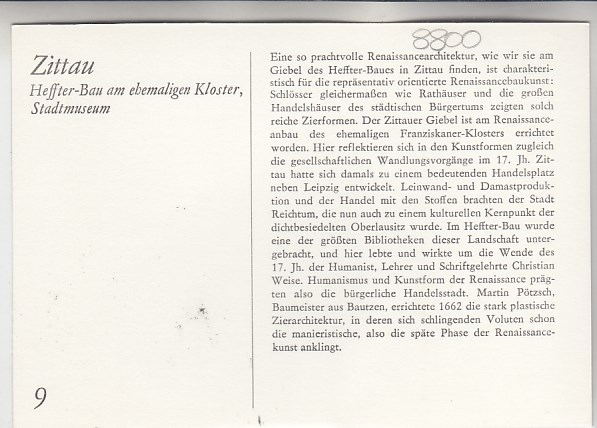 8800
Zittau
Heffter-Bau am ehemaligen Kloster,
Stadtmuseum
Eine so prachtvolle Renaissancearchitektur, wie wir sie am
Giebel des Heffter-Baues in Zittau finden, ist charakteri-
stisch für die repräsentativ orientierte Renaissancebaukunst:
Schlösser gleichermaßen wie Rathäuser und die großen
Handelshäuser des städtischen Bürgertums zeigten solch
reiche Zierformen. Der Zittauer Giebel ist am Renaissance-
anbau des ehemaligen Franziskaner-Klosters errichtet
worden. Hier reflektieren sich in den Kunstformen zugleich
die gesellschaftlichen Wandlungsvorgänge im 17. Jh. Zit-
tau hatte sich damals zu einem bedeutenden Handelsplatz
neben Leipzig entwickelt. Leinwand- und Damastproduk-
tion und der Handel mit den Stoffen brachten der Stadt
Reichtum, die nun auch zu einem kulturellen Kernpunkt der
dichtbesiedelten Oberlausitz wurde. Im Heffter-Bau wurde
eine der größten Bibliotheken dieser Landschaft unter-
gebracht, und hier lebte und wirkte um die Wende des
17. Jh. der Humanist, Lehrer und Schriftgelehrte Christian
Weise. Humanismus und Kunstform der Renaissance präg-
ten also die bürgerliche Handelsstadt. Martin Pötzsch,
Baumeister aus Bautzen, errichtete 1662 die stark plastische
Zierarchitektur, in deren sich schlingenden Voluten schon
die manieristische, also die späte Phase der Renaissance-
kunst anklingt.
9